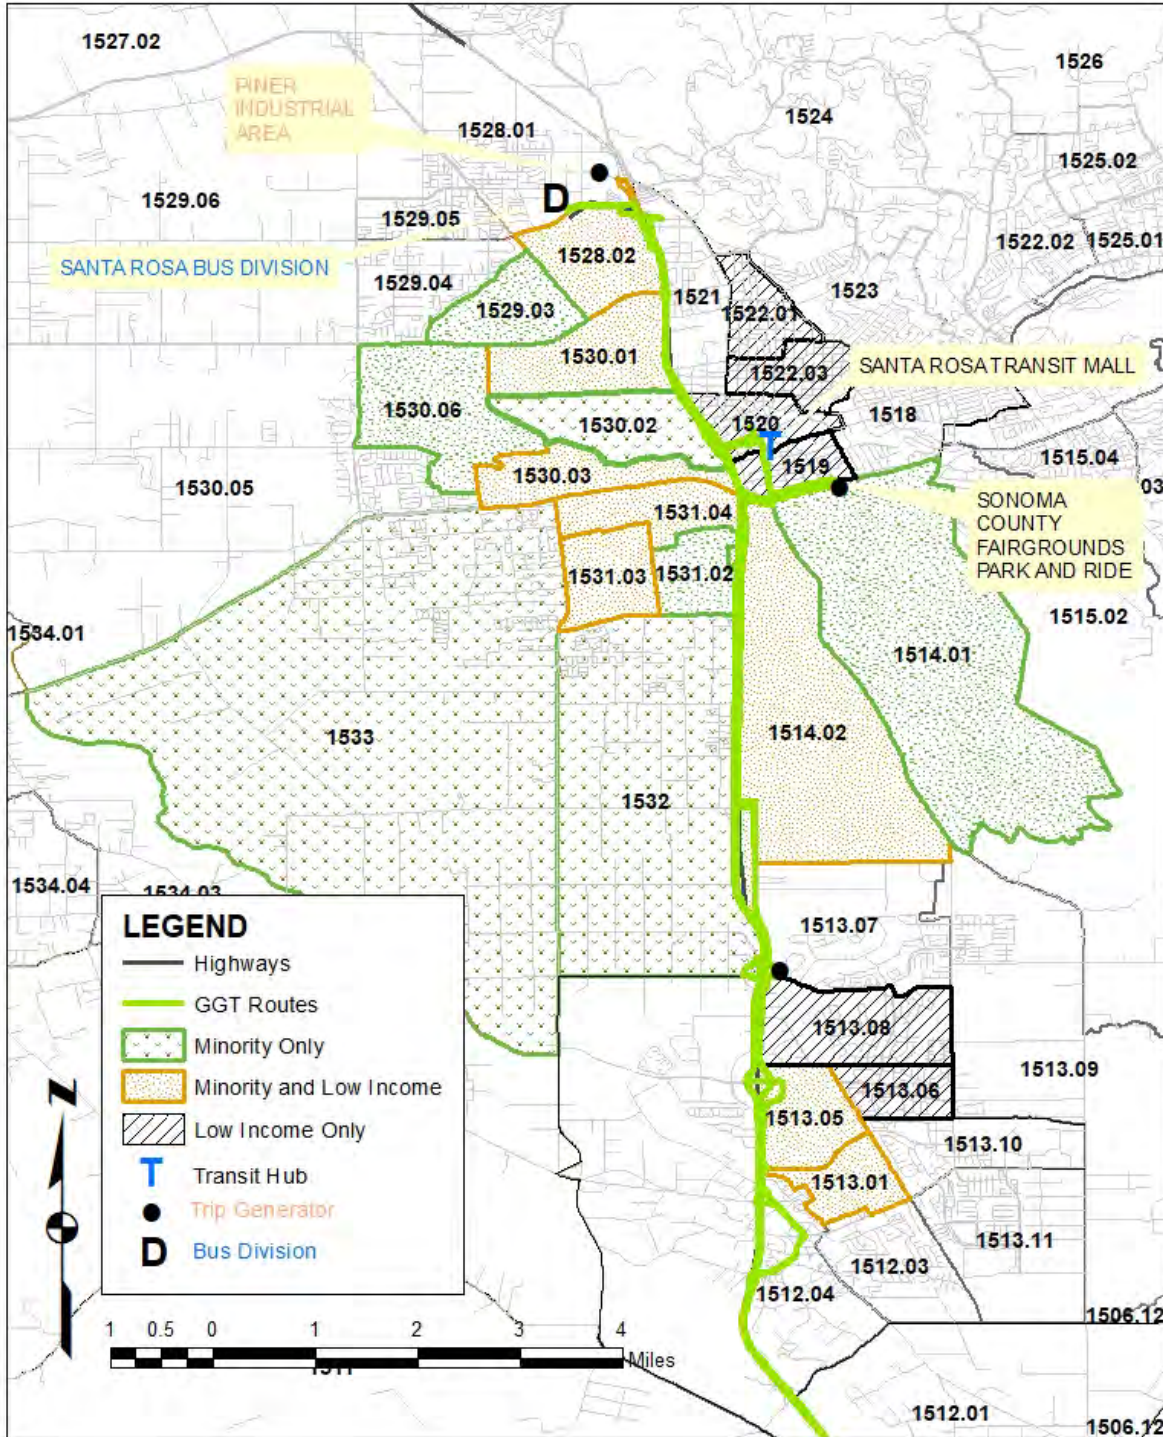 1527.02
1526
PINER
INDUSTRIAL
AREA
1524
1528.01
1525.02
1529.06
D
1529.05
1522.02
1525.01
SANTA ROSA BUS DIVISION
1528.02
1529.04
1521
1523
1529.03
1522.01
1530.01
SANTA ROSA TRANSIT MALL
1522.03
1530.06
1518
1530.02
1520
T
1515.04
1519
1530.03
1530.05
03
SONOMA
COUNTY
FAIRGROUNDS
PARK AND RIDE
1531.04
1531.03
1531.02
1515.02
1534.01
1514.01
1533
1514.02
1532
1534.04
1534.03
1513.07
LEGEND
Highways
GGT Routes
Minority Only
Minority and Low Income
Low Income Only
T Transit Hub
Trip Generator
D Bus Division
1513.08
1513.09
1513.06
1513.05
1513.10
1513.01
1513.11
1512.03
1512.04
1506.12
Z
1 0.5 0 1 2 3 4
Miles
1512.01
1506.12